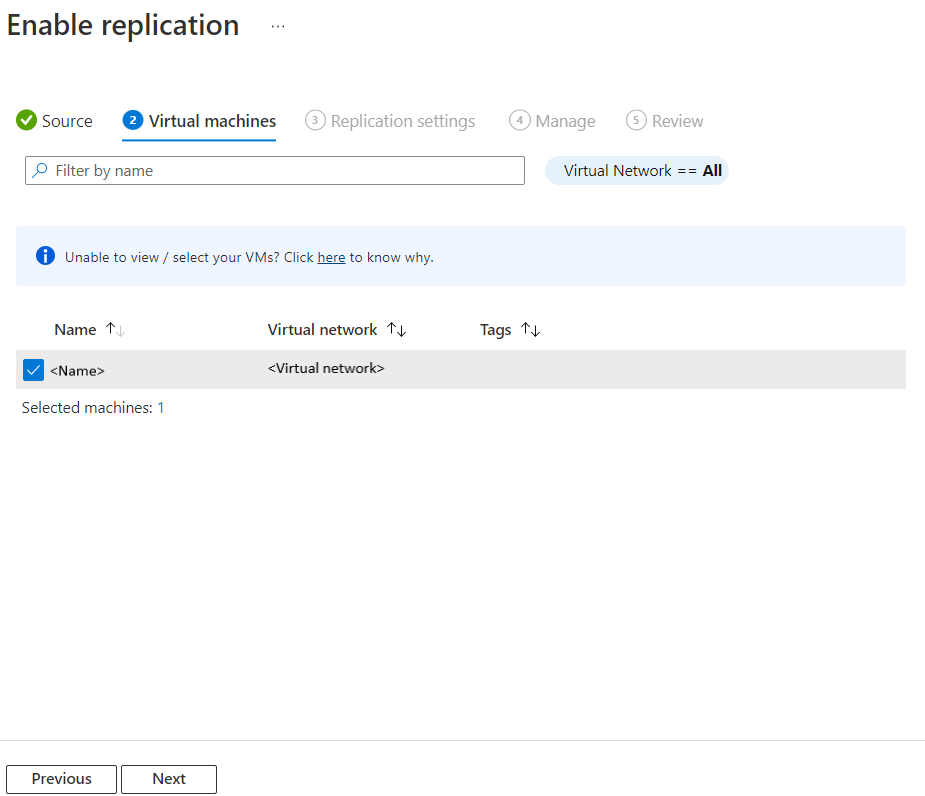 Enable replication ...
Source 2 Virtual machines 3 Replication settings 4 Manage 5 Review
Filter by name Virtual Network == All
Unable to view / select your VMs? Click here to know why.
Name Virtual network Tags
<Name> <Virtual network>
Selected machines: 1
Previous Next